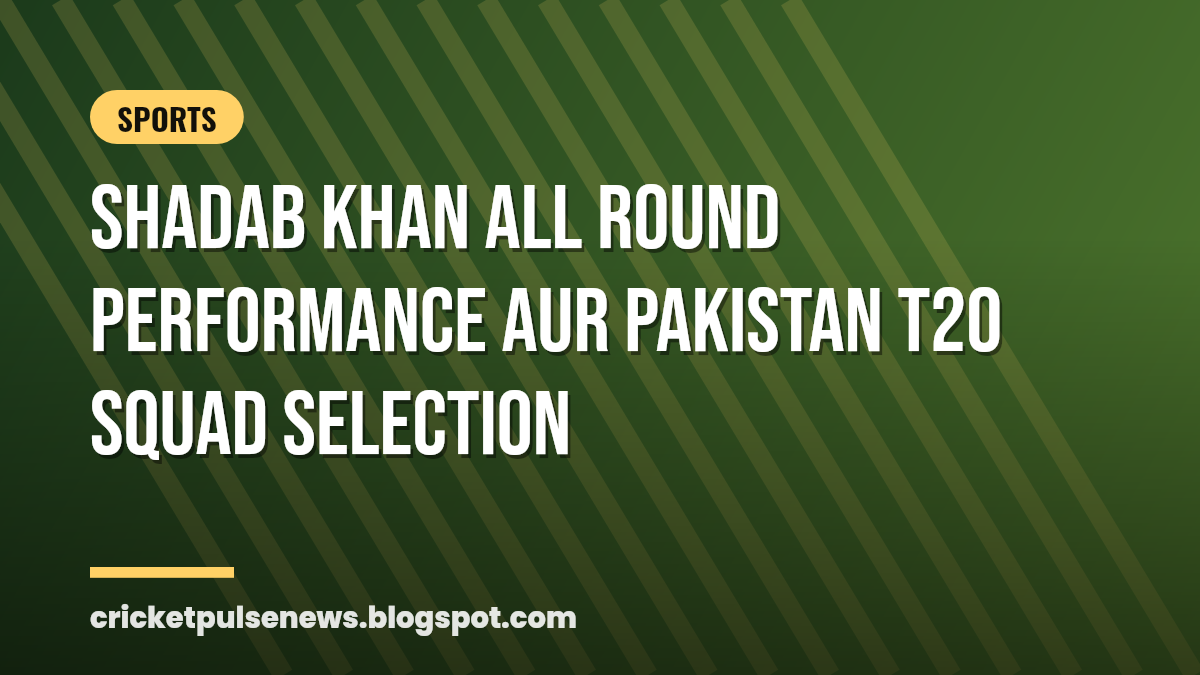 SPORTS
SHADAB KHAN ALL ROUND
PERFORMANCE AUR PAKISTAN T20
SQUAD SELECTION
cricketpulsenews.blogspot.com